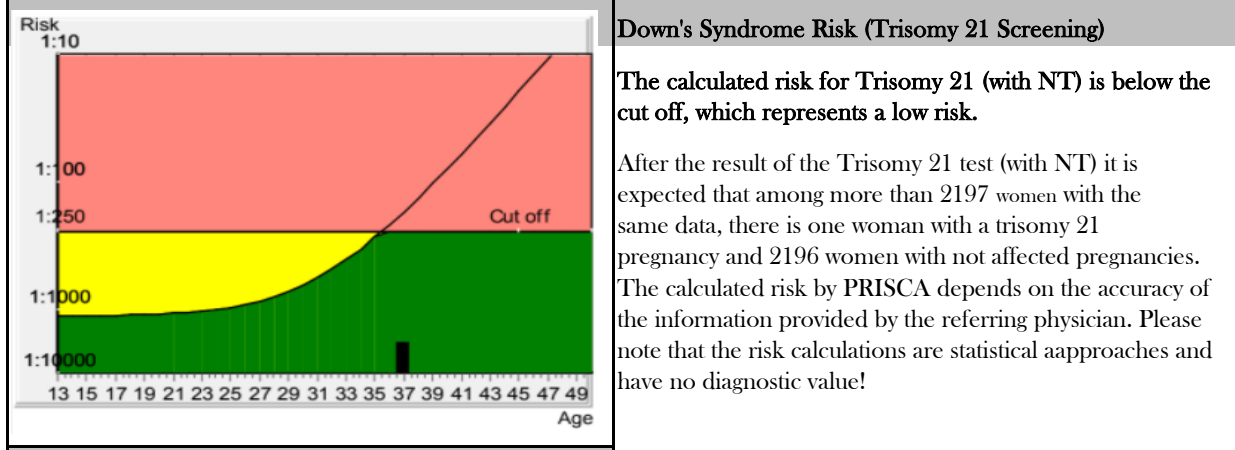 Risk
1:10
1:100
1:250
Cut off
1:1000
1:10000
13 15 17 19 21 23 25 27 29 31 33 35 37 39 41 43 45 47 49
Age
Down's Syndrome Risk (Trisomy 21 Screening)
The calculated risk for Trisomy 21 (with NT) is below the
cut off, which represents a low risk.
After the result of the Trisomy 21 test (with NT) it is
expected that among more than 2197 women with the
same data, there is one woman with a trisomy 21
pregnancy and 2196 women with not affected pregnancies.
The calculated risk by PRISCA depends on the accuracy of
the information provided by the referring physician. Please
note that the risk calculations are statistical aapproaches and
have no diagnostic value!